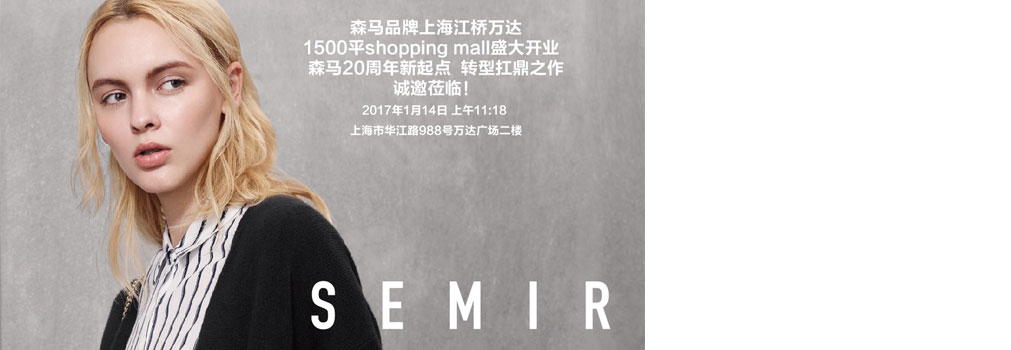 森马品牌上海江桥万达
1500平shopping mall盛大开业
森马20周年新起点 转型扛鼎之作
诚邀莅临！
2017年1月14日 上午11:18
上海市华江路988号万达广场二楼
SEMIR